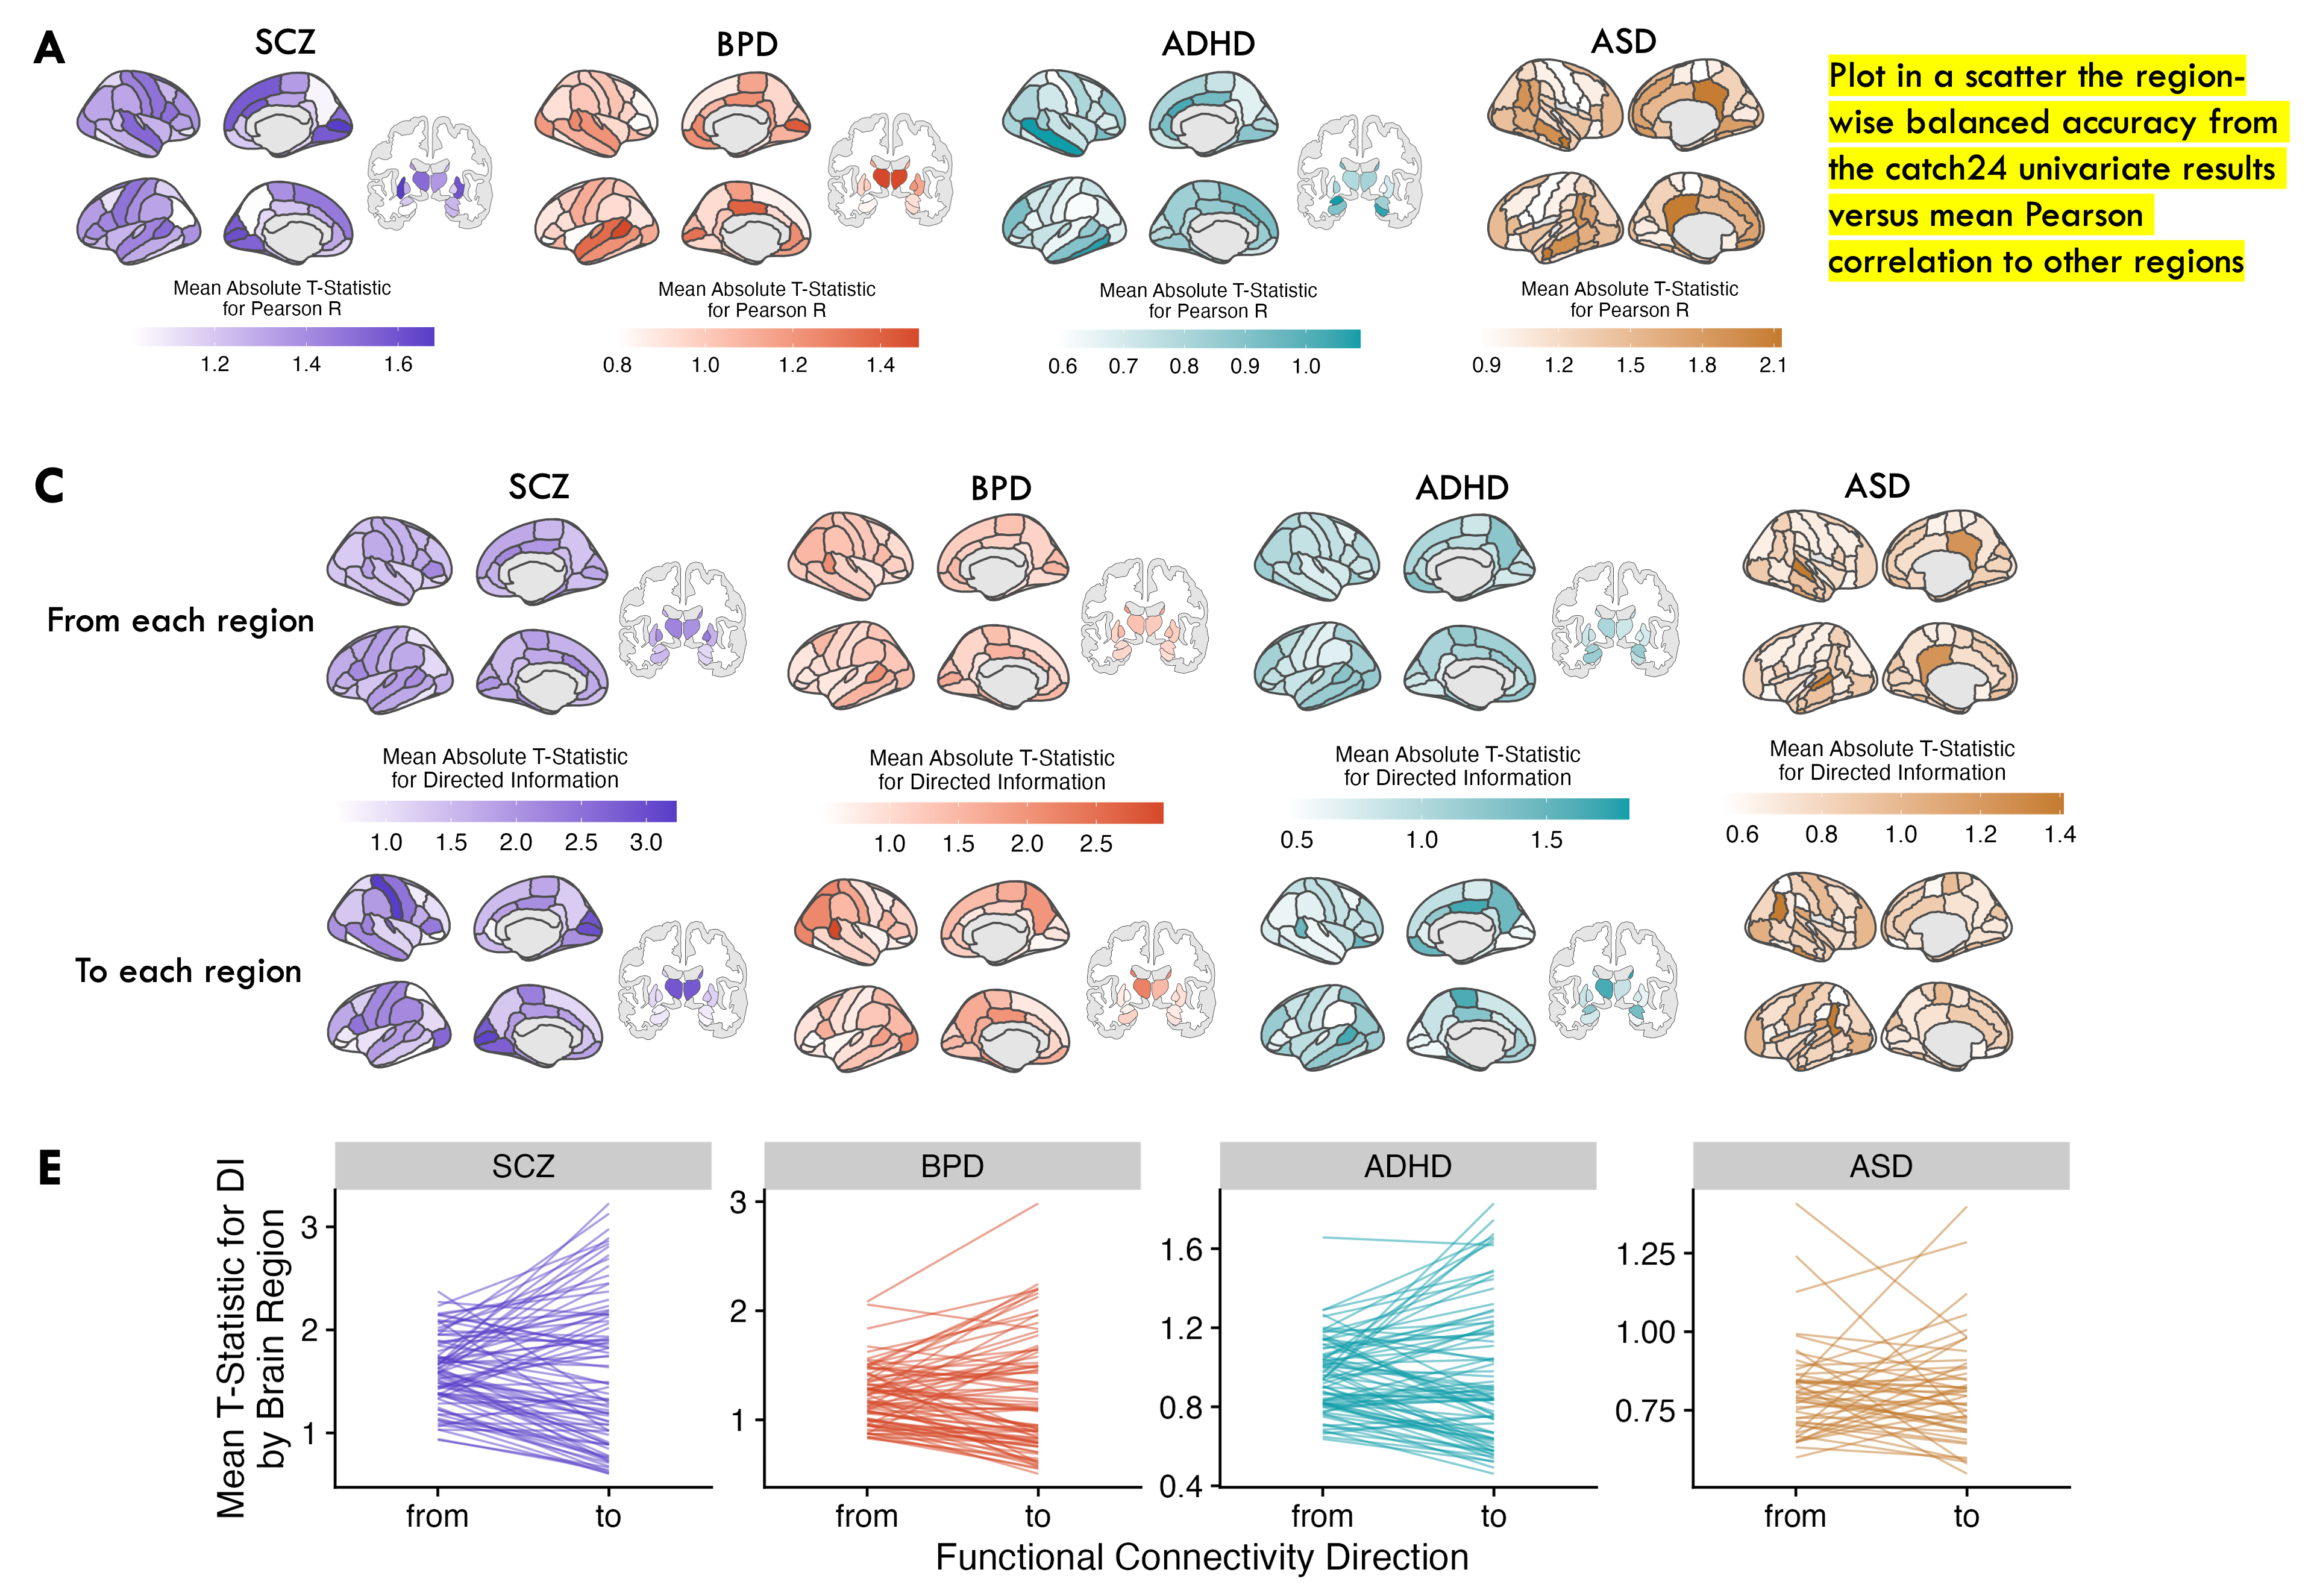 A
SCZ
BPD
ADHD
ASD
Plot in a scatter the region-
wise balanced accuracy from
the catch24 univariate results
versus mean Pearson
correlation to other regions
Mean Absolute T-Statistic
for Pearson R
1.2 1.4 1.6
Mean Absolute T-Statistic
for Pearson R
0.8 1.0 1.2 1.4
Mean Absolute T-Statistic
for Pearson R
0.6 0.7 0.8 0.9 1.0
Mean Absolute T-Statistic
for Pearson R
0.9 1.2 1.5 1.8 2.1
C
SCZ
BPD
ADHD
ASD
From each region
Mean Absolute T-Statistic
for Directed Information
1.0 1.5 2.0 2.5 3.0
Mean Absolute T-Statistic
for Directed Information
1.0 1.5 2.0 2.5
Mean Absolute T-Statistic
for Directed Information
0.5 1.0 1.5
Mean Absolute T-Statistic
for Directed Information
0.6 0.8 1.0 1.2 1.4
To each region
E
Mean T-Statistic for DI
by Brain Region
SCZ
3
2
1
from to
BPD
3
2
1
from to
ADHD
1.6
1.2
0.8
0.4
from to
ASD
1.25
1.00
0.75
from to
Functional Connectivity Direction